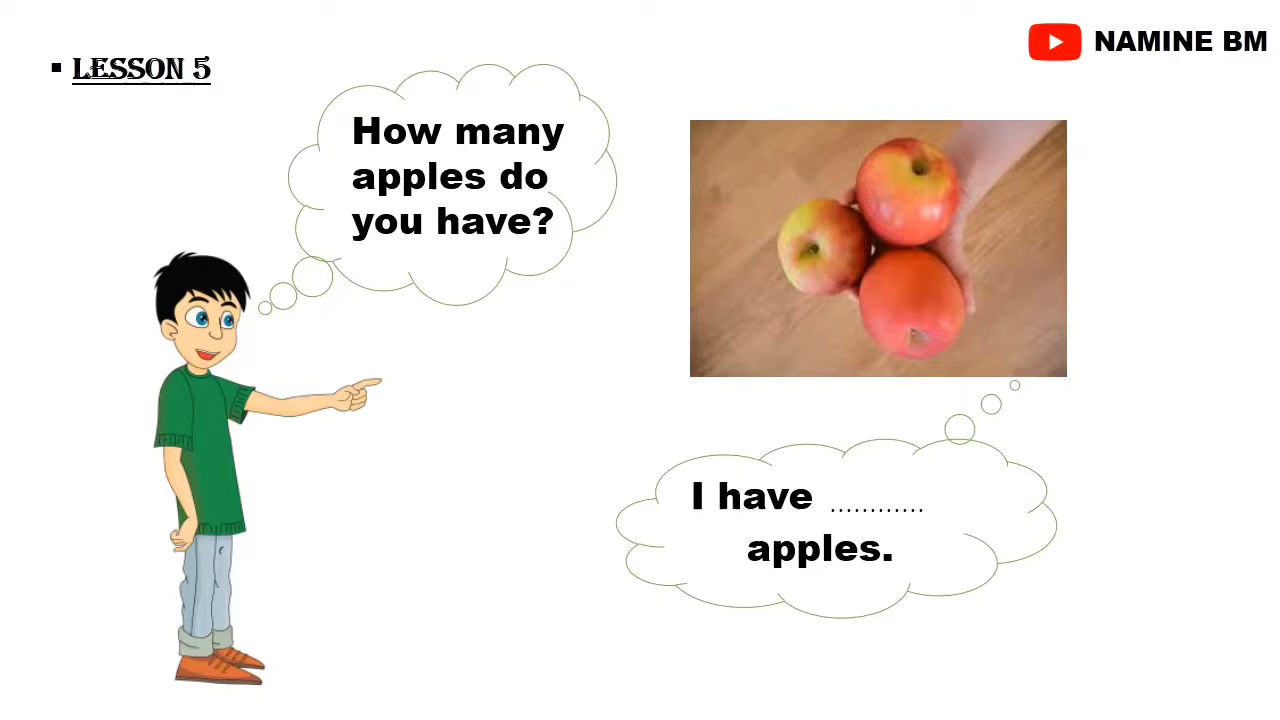 NAMINE BM
▪ LESSON 5
How many
apples do
you have?
I have ............
apples.